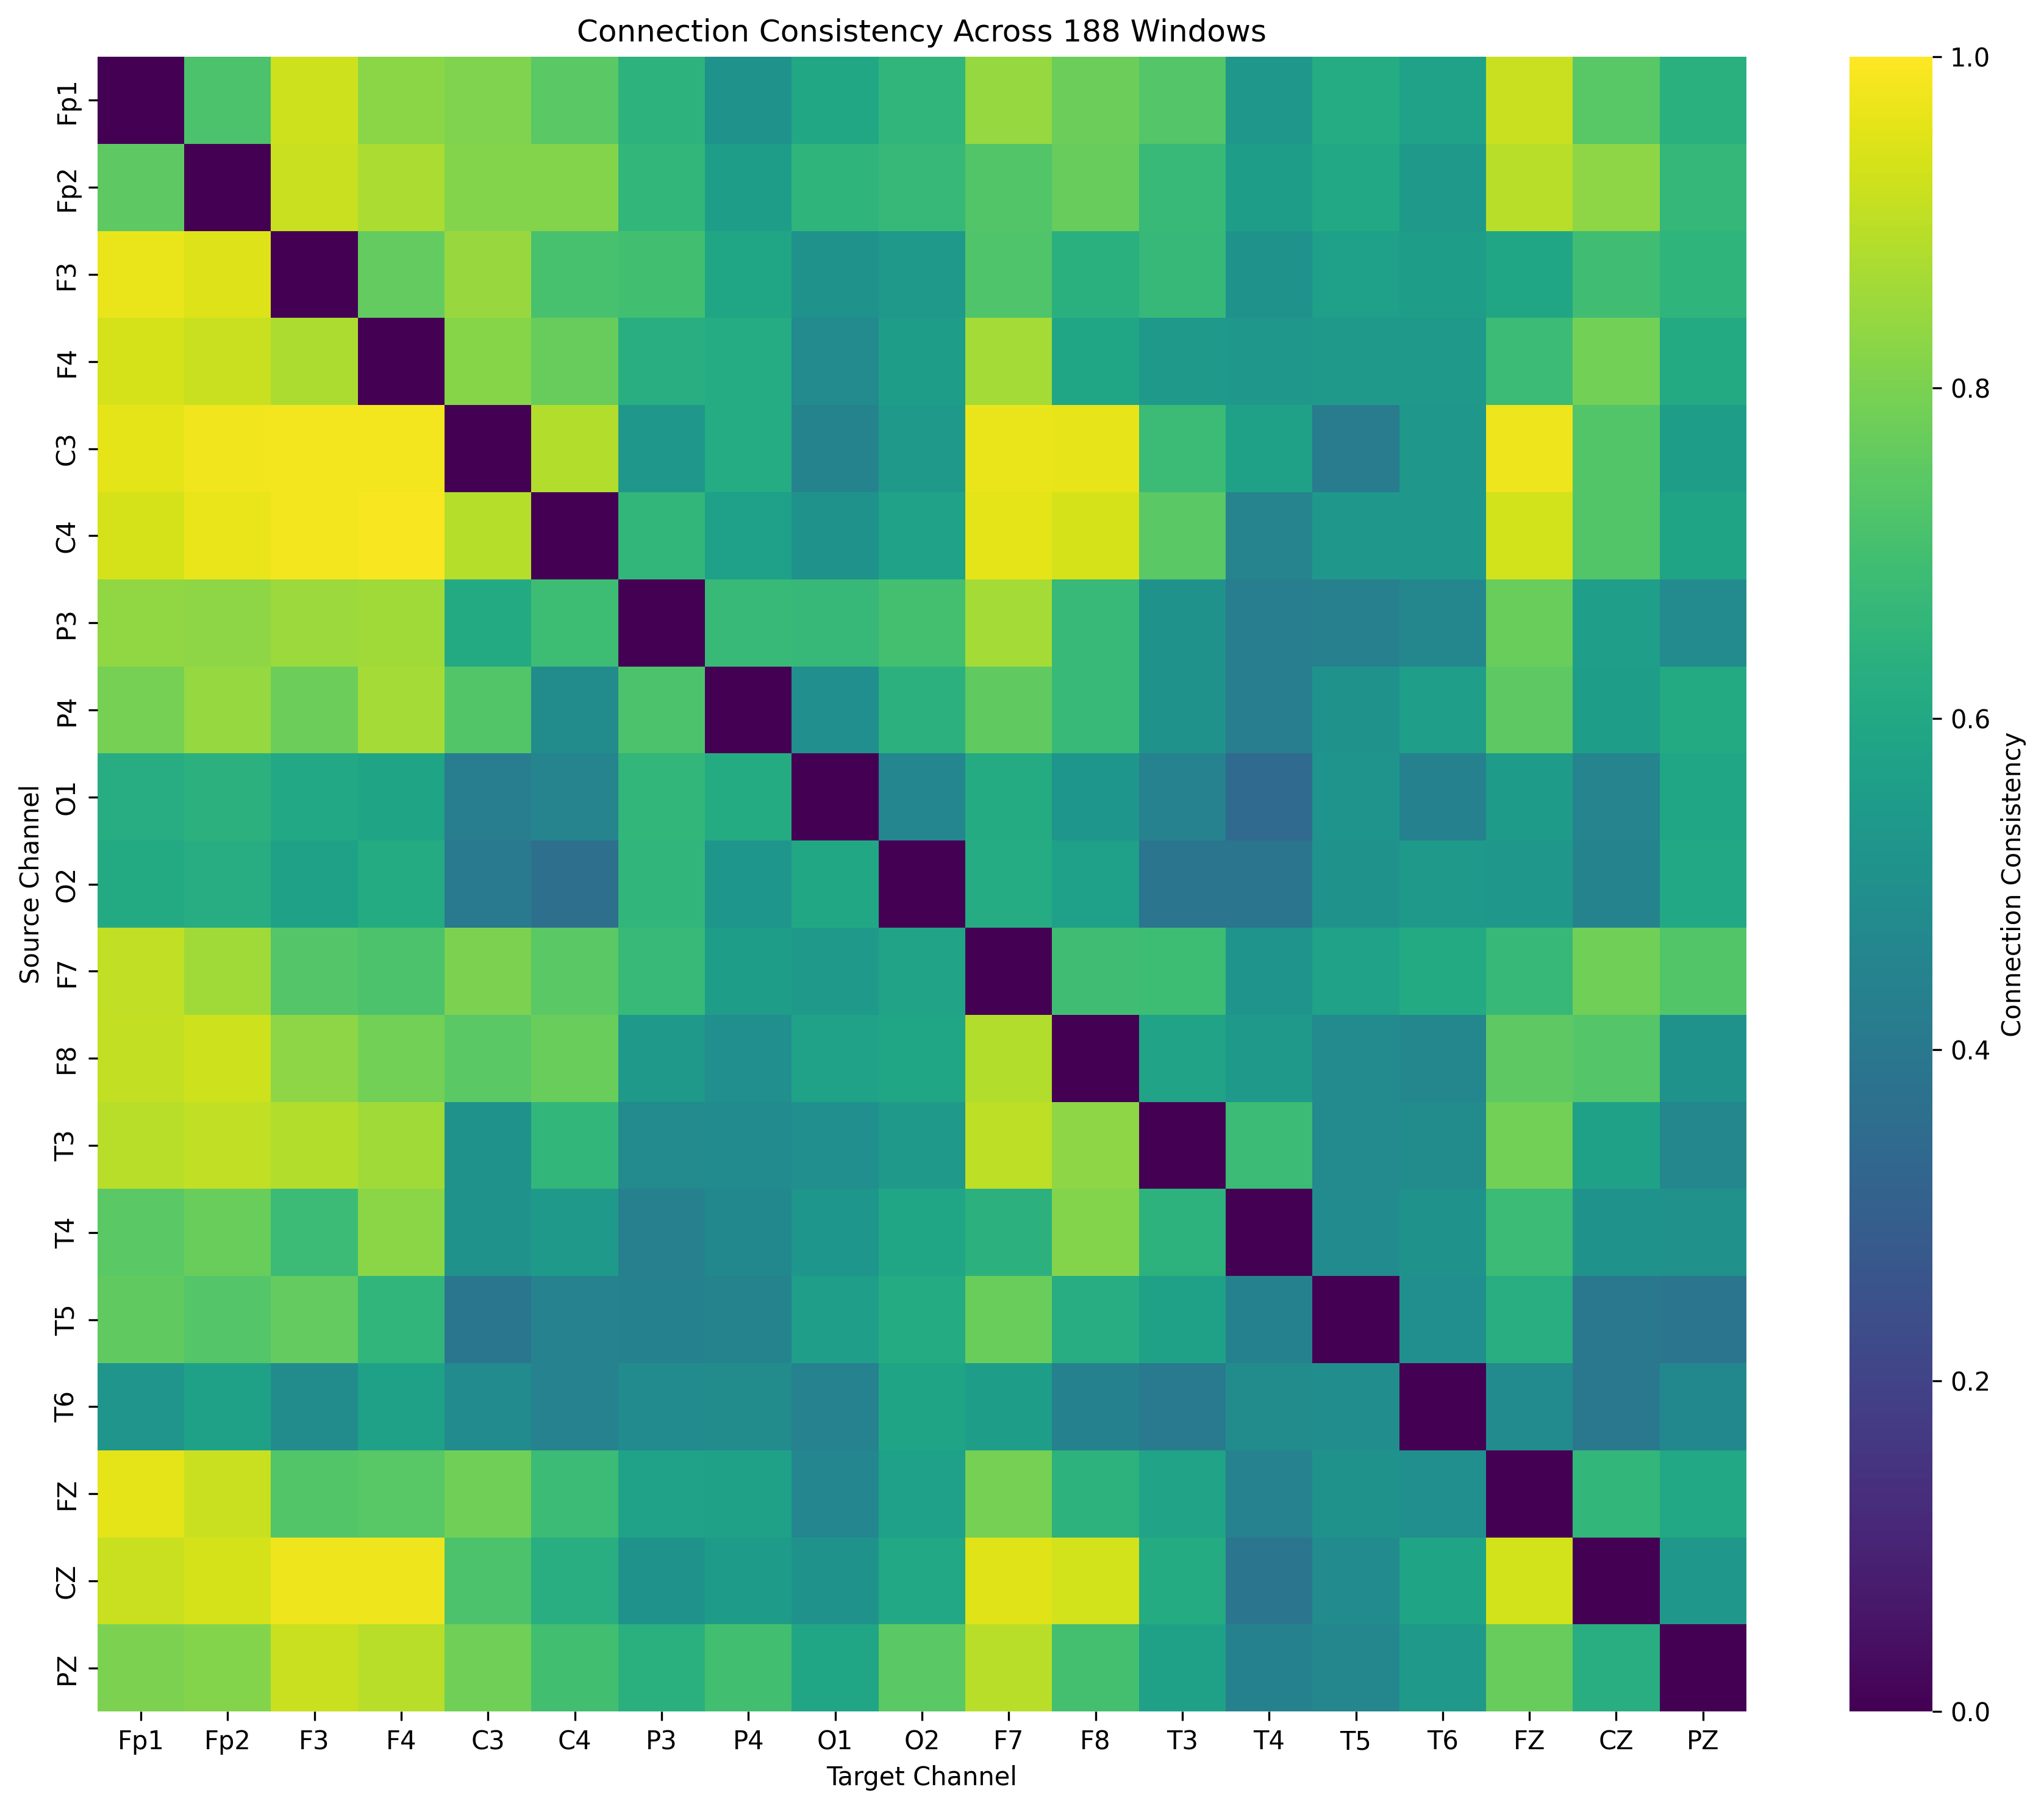 Connection Consistency Across 188 Windows
Source Channel
Fp1
Fp2
F3
F4
C3
C4
P3
P4
O1
O2
F7
F8
T3
T4
T5
T6
FZ
CZ
PZ
Fp1 Fp2 F3 F4 C3 C4 P3 P4 O1 O2 F7 F8 T3 T4 T5 T6 FZ CZ PZ
Target Channel
1.0
0.8
0.6
0.4
0.2
0.0
Connection Consistency